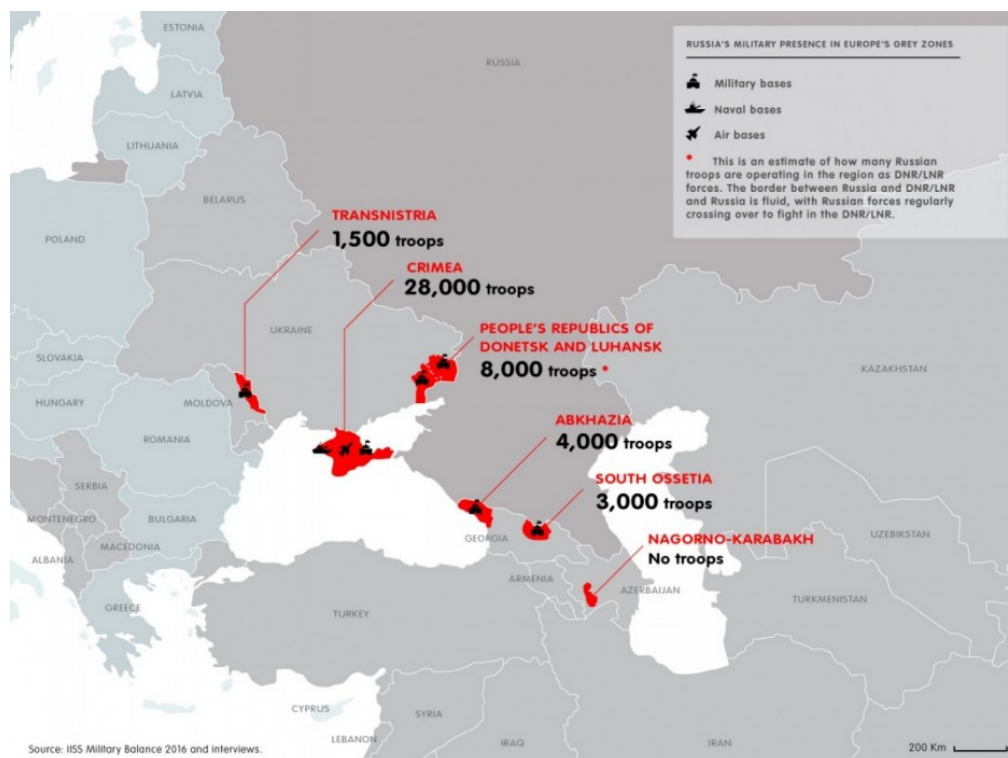 ESTONIA
RUSSIA'S MILITARY PRESENCE IN EUROPE'S GREY ZONES
RUSSIA
Military bases
LATVIA
Naval bases
LITHUANIA
Air bases
* This is an estimate of how many Russian
troops are operating in the region as DNR/LNR
forces. The border between Russia and DNR/LNR
and Russia is fluid, with Russian forces regularly
crossing over to fight in the DNR/LNR.
BELARUS
POLAND
TRANSNISTRIA
1,500 troops
CRIMEA
28,000 troops
UKRAINE
PEOPLE'S REPUBLICS OF
DONETSK AND LUHANSK
8,000 troops *
SLOVAKIA
KAZAKHSTAN
HUNGARY
MOLDOVA
ABKHAZIA
4,000 troops
ROMANIA
SOUTH OSSETIA
3,000 troops
SERBIA
MONTENEGRO
BULGARIA
GEORGIA
NAGORNO-KARABAKH
No troops
UZEBIKSTAN
ALBANIA
MACEDONIA
ARMENIA
AZERBAIJAN
TURKMENISTAN
GREECE
TURKEY
CYPRUS
SYRIA
LEBANON
IRAQ
IRAN
Source: IISS Military Balance 2016 and interviews.
200 Km